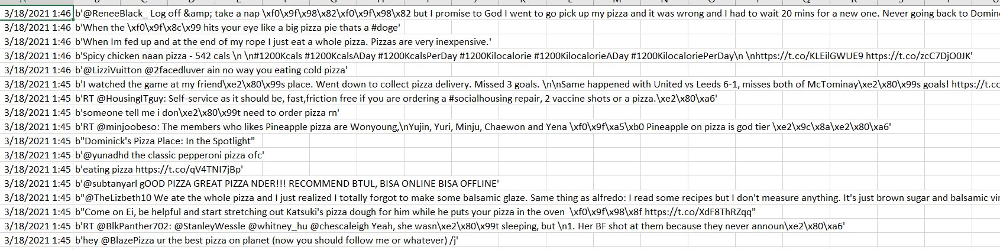 3/18/2021 1:46 b'@ReneeBlack_ Log off &amp; take a nap \xf0\x9f\x98\x82\xf0\x9f\x98\x82 but I promise to God I went to go pick up my pizza and it was wrong and I had to wait 20 mins for a new one. Never going back to Domin
3/18/2021 1:46 b'When the \xf0\x9f\x8c\x99 hits your eye like a big pizza pie thats a #doge'
3/18/2021 1:46 b'When Im fed up and at the end of my rope I just eat a whole pizza. Pizzas are very inexpensive.'
3/18/2021 1:46 b'Spicy chicken naan pizza - 542 cals \n \n#1200Kcals #1200KcalsADay #1200KcalsPerDay #1200Kilocalorie #1200KilocalorieADay #1200KilocaloriePerDay\n \nhttps://t.co/KLEilGWUE9 https://t.co/zcC7DjO0JK'
3/18/2021 1:46 b'@LizziVuitton @2facedluver ain no way you eating cold pizza'
3/18/2021 1:45 b'I watched the game at my friend\xe2\x80\x99s place. Went down to collect pizza delivery. Missed 3 goals. \n\nSame happened with United vs Leeds 6-1, misses both of McTominay\xe2\x80\x99s goals! https://t.co
3/18/2021 1:45 b'RT @HousingITguy: Self-service as it should be, fast,friction free if you are ordering a #socialhousing repair, 2 vaccine shots or a pizza.\xe2\x80\xa6'
3/18/2021 1:45 b'someone tell me i don\xe2\x80\x99t need to order pizza rn'
3/18/2021 1:45 b'RT @minjoobeso: The members who likes Pineapple pizza are Wonyoung,\nYujin, Yuri, Minju, Chaewon and Yena \xf0\x9f\xa5\xb0 Pineapple on pizza is god tier \xe2\x9c\x8a\xe2\x80\xa6'
3/18/2021 1:45 b"Dominick's Pizza Place: In the Spotlight"
3/18/2021 1:45 b'@yunadhd the classic pepperoni pizza ofc'
3/18/2021 1:45 b'eating pizza https://t.co/qV4TNI7jBp'
3/18/2021 1:45 b'@subtanyarl gOOD PIZZA GREAT PIZZA NDER!!! RECOMMEND BTUL, BISA ONLINE BISA OFFLINE'
3/18/2021 1:45 b"@TheLizbeth10 We ate the whole pizza and I just realized I totally forgot to make some balsamic glaze. Same thing as alfredo: I read some recipes but I don't measure anything. It's just brown sugar and balsamic vin
3/18/2021 1:45 b"Come on Ei, be helpful and start stretching out Katsuki's pizza dough for him while he puts your pizza in the oven  \xf0\x9f\x98\x8f https://t.co/XdF8ThRZqq"
3/18/2021 1:45 b'RT @BlkPanther702: @StanleyWessle @whitney_hu @chescaleigh Yeah, she wasn\xe2\x80\x99t sleeping, but \n1. Her BF shot at them because they never announ\xe2\x80\xa6'
3/18/2021 1:45 b'hey @BlazePizza ur the best pizza on planet (now you should follow me or whatever) /j'